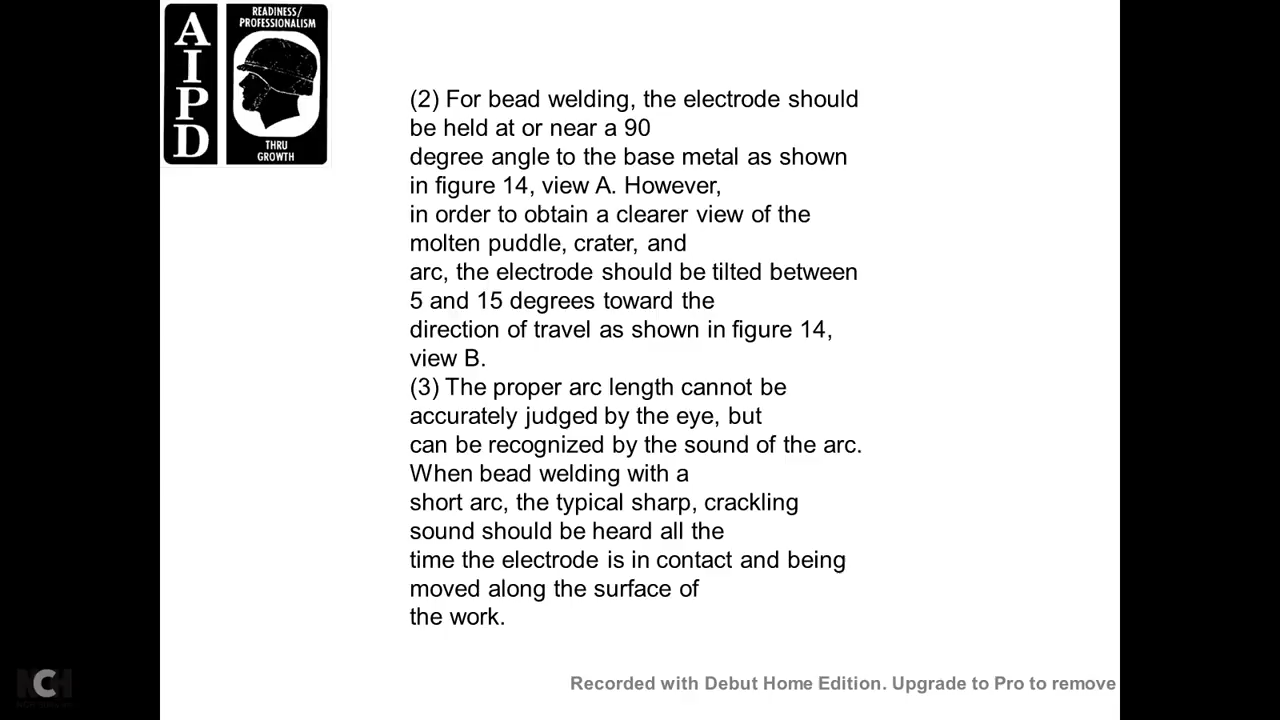 A
I
P
D
READINESS/
PROFESSIONALISM
THRU
GROWTH
(2) For bead welding, the electrode should
be held at or near a 90
degree angle to the base metal as shown
in figure 14, view A. However,
in order to obtain a clearer view of the
molten puddle, crater, and
arc, the electrode should be tilted between
5 and 15 degrees toward the
direction of travel as shown in figure 14,
view B.
(3) The proper arc length cannot be
accurately judged by the eye, but
can be recognized by the sound of the arc.
When bead welding with a
short arc, the typical sharp, crackling
sound should be heard all the
time the electrode is in contact and being
moved along the surface of
the work.
NCH
Recorded with Debut Home Edition. Upgrade to Pro to remove